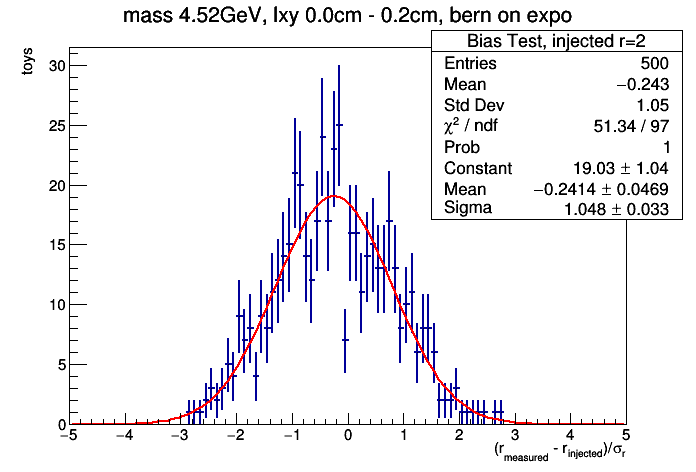 mass 4.52GeV, lxy 0.0cm - 0.2cm, bern on expo
Bias Test, injected r=2
Entries 500
Mean −0.243
Std Dev 1.05
χ² / ndf 51.34 / 97
Prob 1
Constant 19.03 ± 1.04
Mean −0.2414 ± 0.0469
Sigma 1.048 ± 0.033
toys
30
25
20
15
10
5
0
−5 −4 −3 −2 −1 0 1 2 3 4 5
(r_measured - r_injected)/σ_r